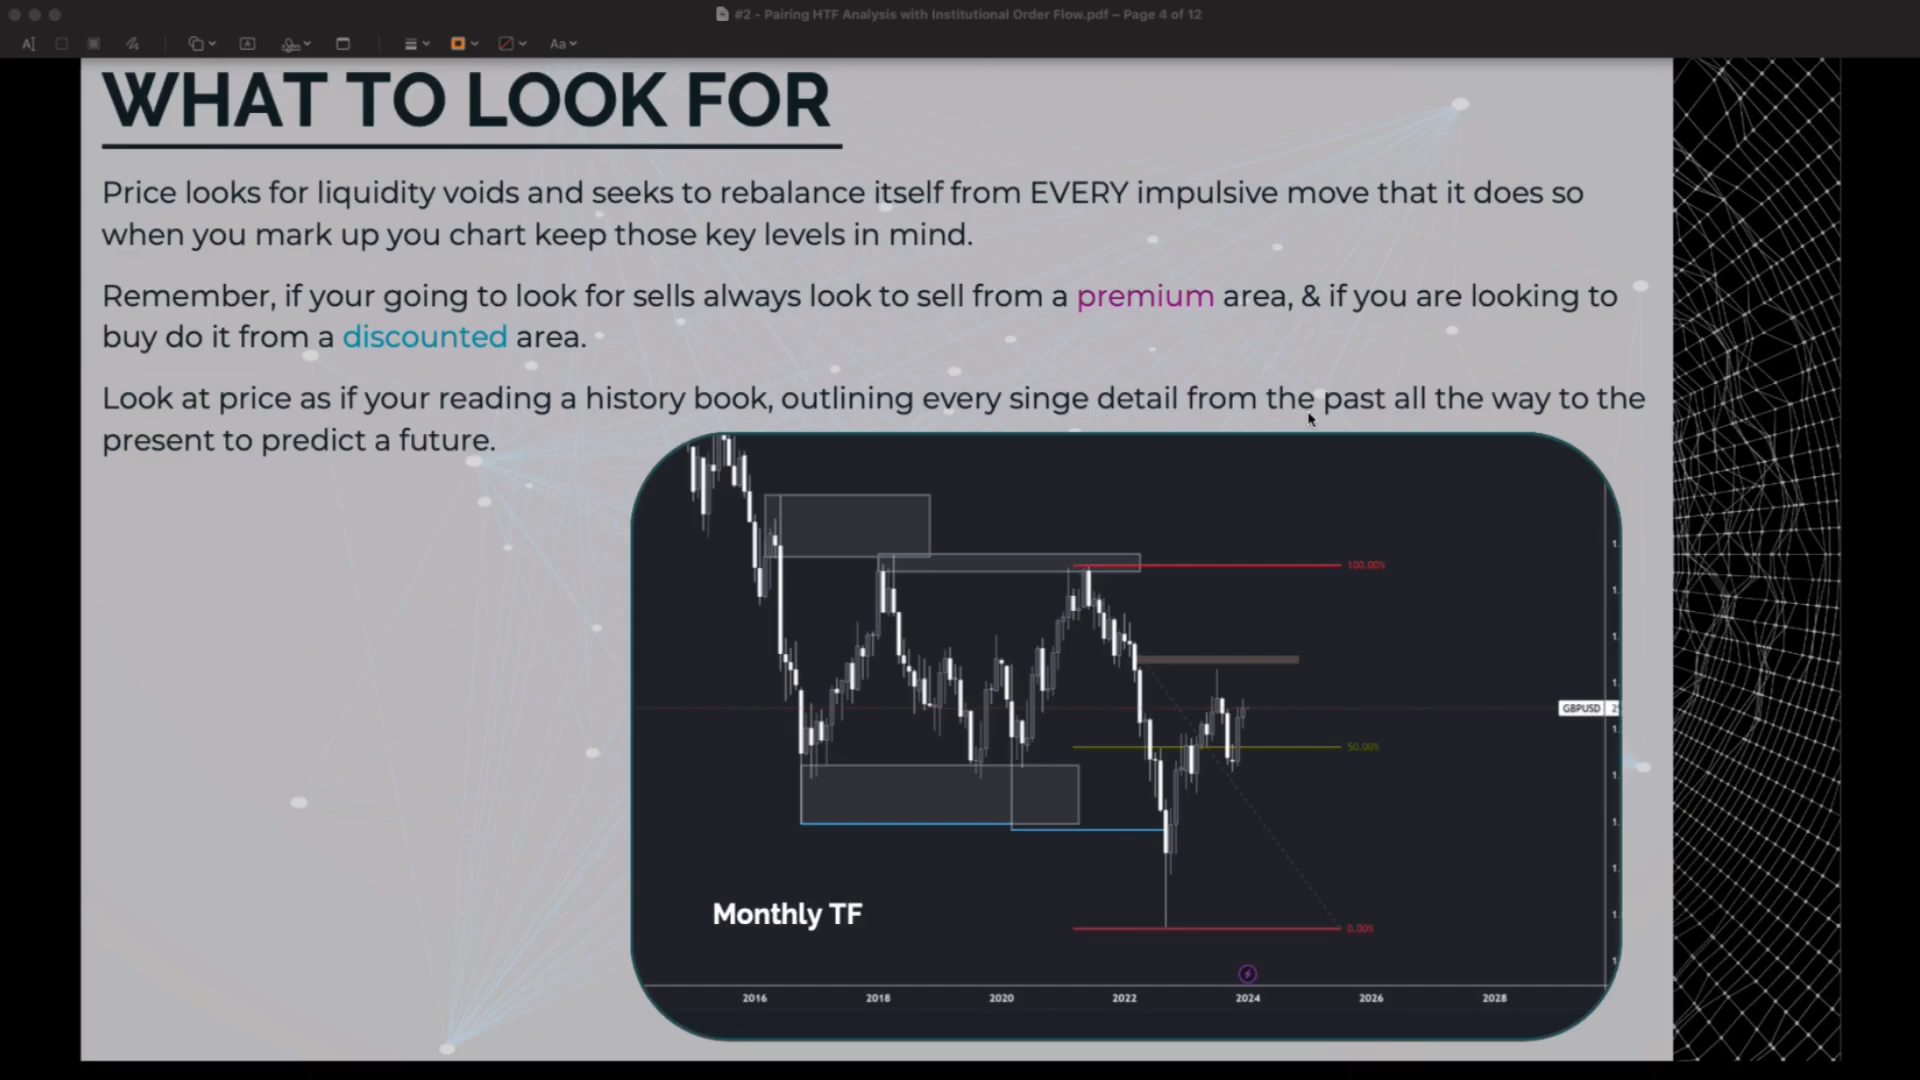 #2 - Pairing HTF Analysis with Institutional Order Flow.pdf – Page 4 of 12
Aa
WHAT TO LOOK FOR
Price looks for liquidity voids and seeks to rebalance itself from EVERY impulsive move that it does so
when you mark up you chart keep those key levels in mind.
Remember, if your going to look for sells always look to sell from a premium area, & if you are looking to
buy do it from a discounted area.
Look at price as if your reading a history book, outlining every singe detail from the past all the way to the
present to predict a future.
100.00%
GBPUSD
50.00%
Monthly TF
0.00%
2016 2018 2020 2022 2024 2026 2028